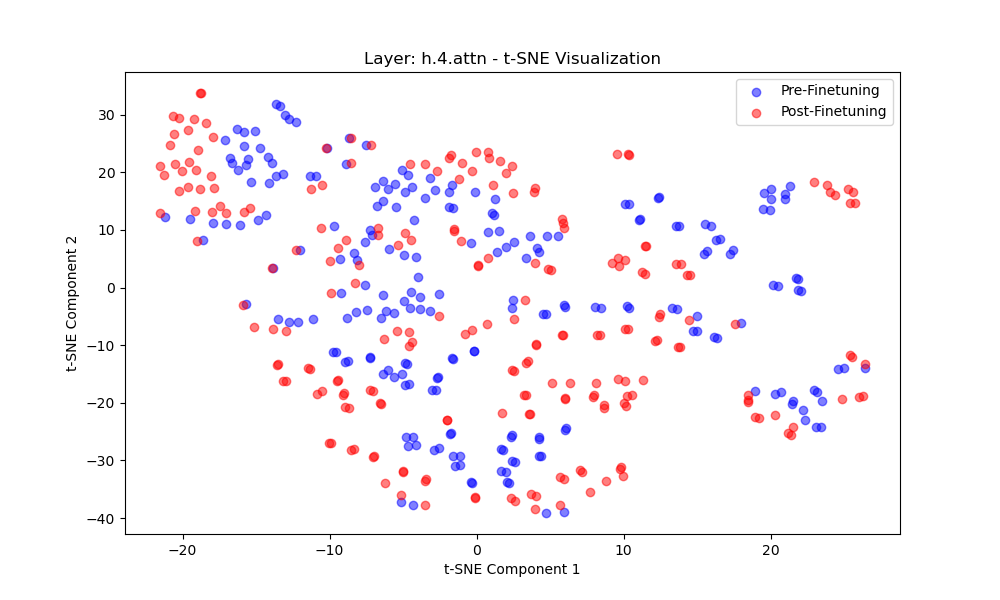 Layer: h.4.attn - t-SNE Visualization
Pre-Finetuning
Post-Finetuning
30
20
10
0
−10
−20
−30
−40
t-SNE Component 2
−20
−10
0
10
20
t-SNE Component 1